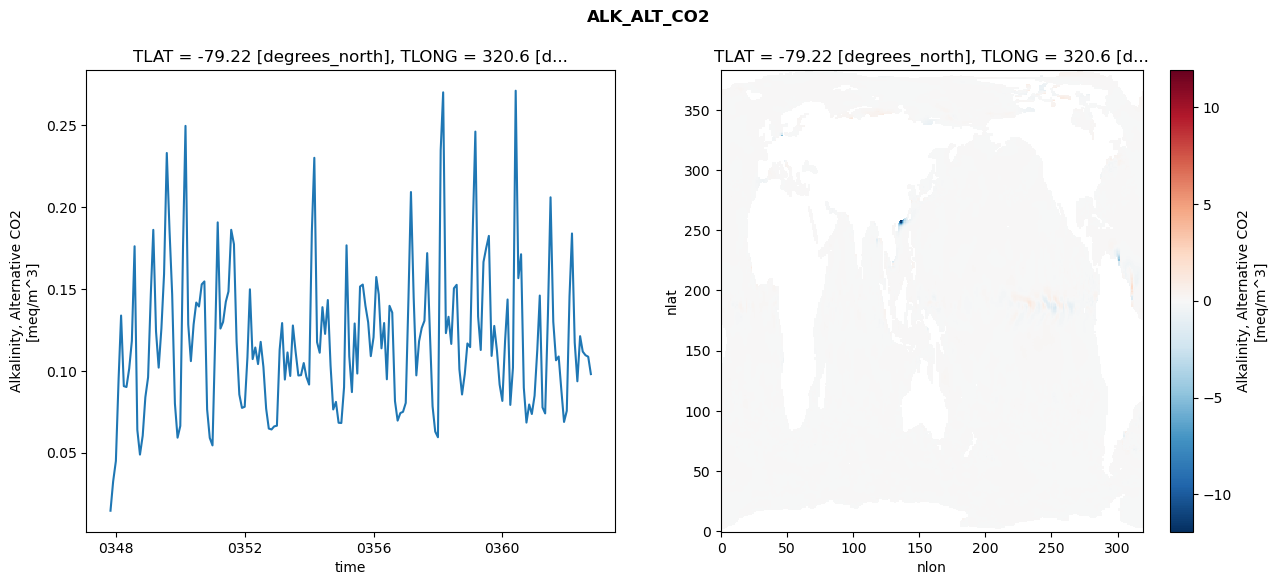 ALK_ALT_CO2
TLAT = -79.22 [degrees_north], TLONG = 320.6 [d...
Alkalinity, Alternative CO2
[meq/m^3]
0.25
0.20
0.15
0.10
0.05
0348
0352
0356
0360
time
TLAT = -79.22 [degrees_north], TLONG = 320.6 [d...
nlat
350
300
250
200
150
100
50
0
0
50
100
150
200
250
300
nlon
10
5
0
−5
−10
Alkalinity, Alternative CO2
[meq/m^3]